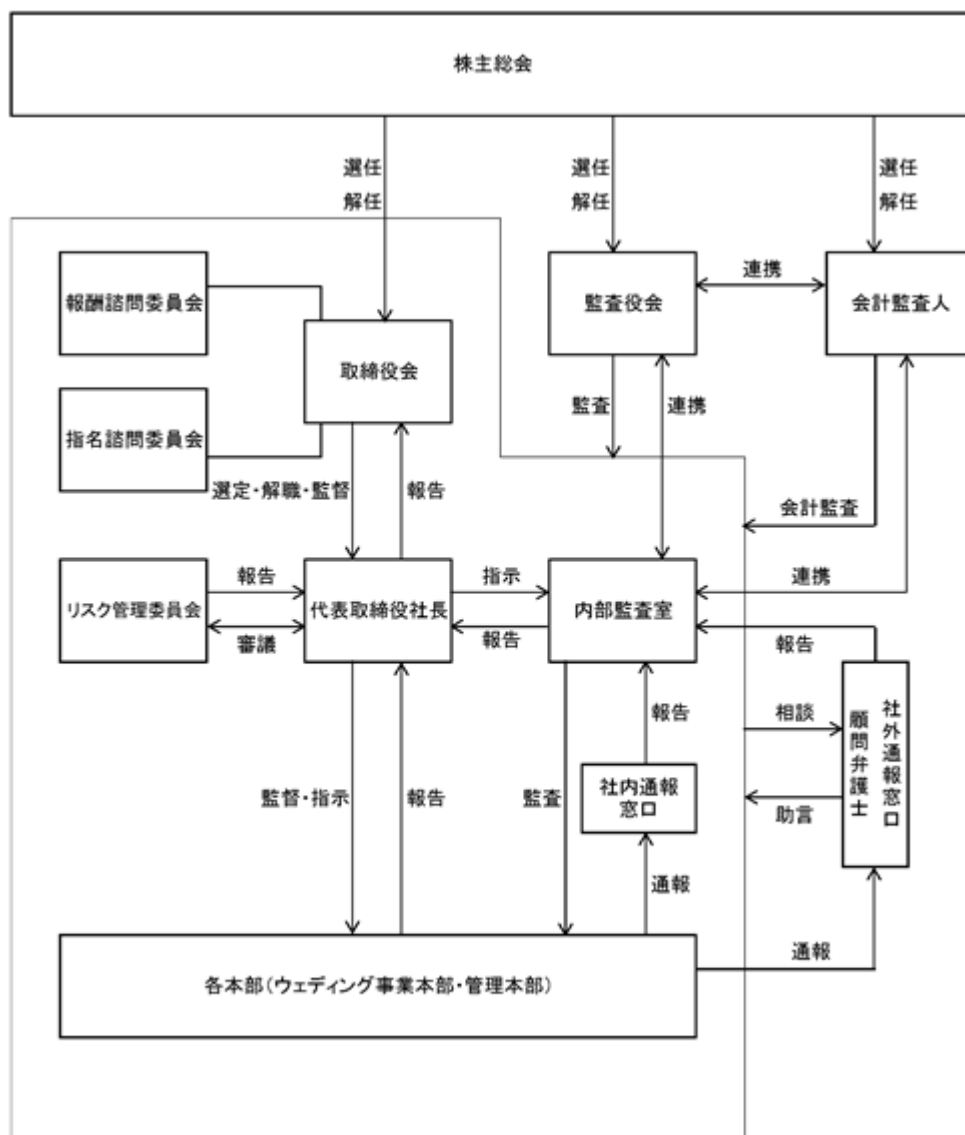 株主総会
選任
解任
選任
解任
選任
解任
報酬諮問委員会
監査役会
連携
会計監査人
取締役会
指名諮問委員会
監査
連携
選定・解職・監督
報告
会計監査
リスク管理委員会
報告
審議
代表取締役社長
指示
報告
内部監査室
連携
報告
監督・指示
報告
監査
報告
社内通報
窓口
通報
相談
助言
社外通報窓口
顧問弁護士
通報
各本部(ウェディング事業本部・管理本部)